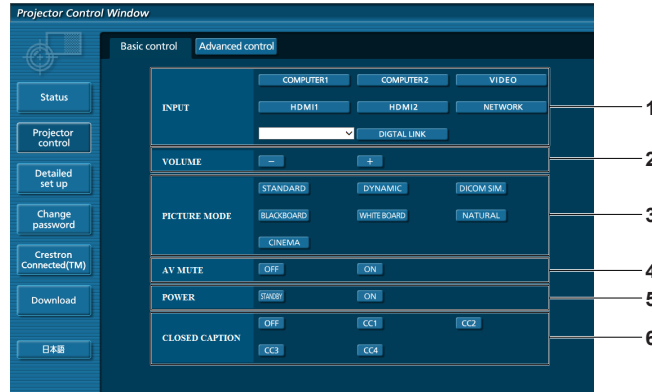 Projector Control Window
Basic control Advanced control
Status
Projector control
Detailed set up
Change password
Crestron Connected(TM)
Download
日本語
INPUT
COMPUTER1 COMPUTER2 VIDEO
HDMI1 HDMI2 NETWORK
DIGTAL LINK
1
VOLUME - + 2
PICTURE MODE
STANDARD DYNAMIC DICOM SIM.
BLACKBOARD WHITE BOARD NATURAL
CINEMA
3
AV MUTE OFF ON 4
POWER STANDBY ON 5
CLOSED CAPTION
OFF CC1 CC2
CC3 CC4
6